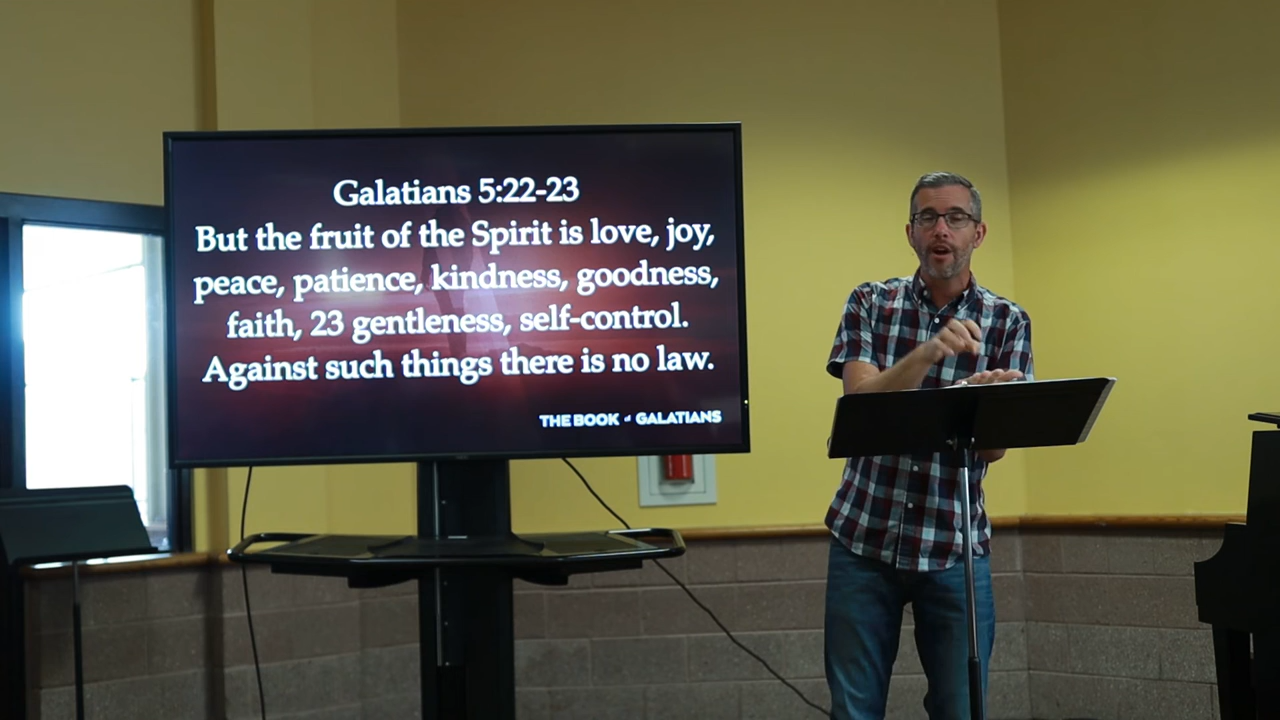 Galatians 5:22-23
But the fruit of the Spirit is love, joy,
peace, patience, kindness, goodness,
faith, 23 gentleness, self-control.
Against such things there is no law.
THE BOOK of GALATIANS